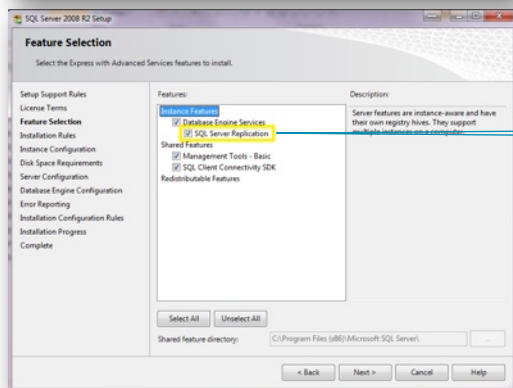 SQL Server 2008 R2 Setup
Feature Selection
Select the Express with Advanced Services features to install.
Setup Support Rules
License Terms
Feature Selection
Installation Rules
Instance Configuration
Disk Space Requirements
Server Configuration
Database Engine Configuration
Error Reporting
Installation Configuration Rules
Installation Progress
Complete
Features:
Instance Features
Database Engine Services
SQL Server Replication
Shared Features
Management Tools - Basic
SQL Client Connectivity SDK
Redistributable Features
Description:
Server features are instance-aware and have
their own registry hives. They support
multiple instances on a computer.
Select All Unselect All
Shared feature directory: C:\Program Files (x86)\Microsoft SQL Server\
...
< Back Next > Cancel Help